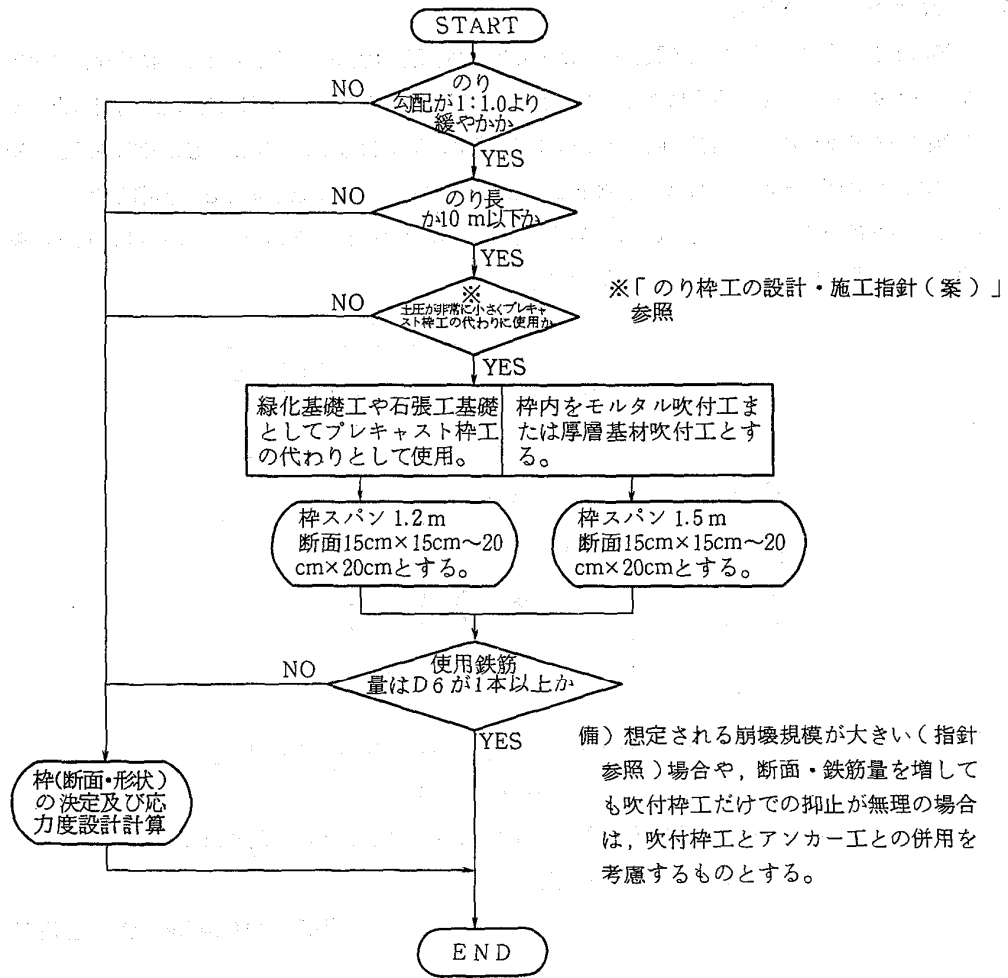 START
のり
勾配が1:1.0より
緩やかか
NO
YES
のり長
か10 m以下か
NO
YES
※
土圧が非常に小さくプレキャ
スト枠工の代わりに使用か
NO
YES
※「のり枠工の設計・施工指針(案)」
参照
緑化基礎工や石張工基礎
としてプレキャスト枠工
の代わりとして使用。
枠内をモルタル吹付工ま
たは厚層基材吹付工とす
る。
枠スパン 1.2 m
断面15cm×15cm〜20
cm×20cmとする。
枠スパン 1.5 m
断面15cm×15cm〜20
cm×20cmとする。
使用鉄筋
量はD6が1本以上か
NO
YES
枠(断面・形状)
の決定及び応
力度設計計算
備)想定される崩壊規模が大きい(指針
参照)場合や,断面・鉄筋量を増して
も吹付枠工だけでの抑止が無理の場合
は,吹付枠工とアンカー工との併用を
考慮するものとする。
END